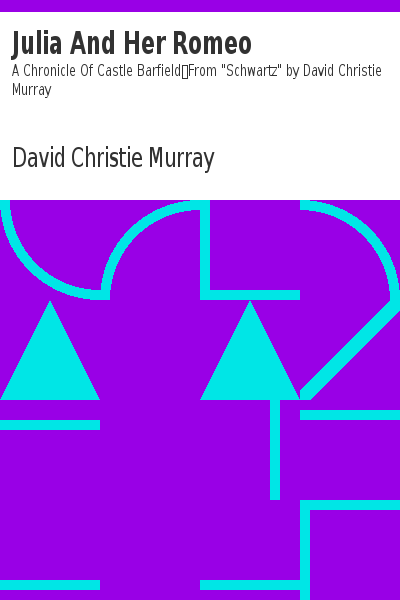 Julia And Her Romeo
A Chronicle Of Castle Barfield▯From "Schwartz" by David Christie
Murray
David Christie Murray